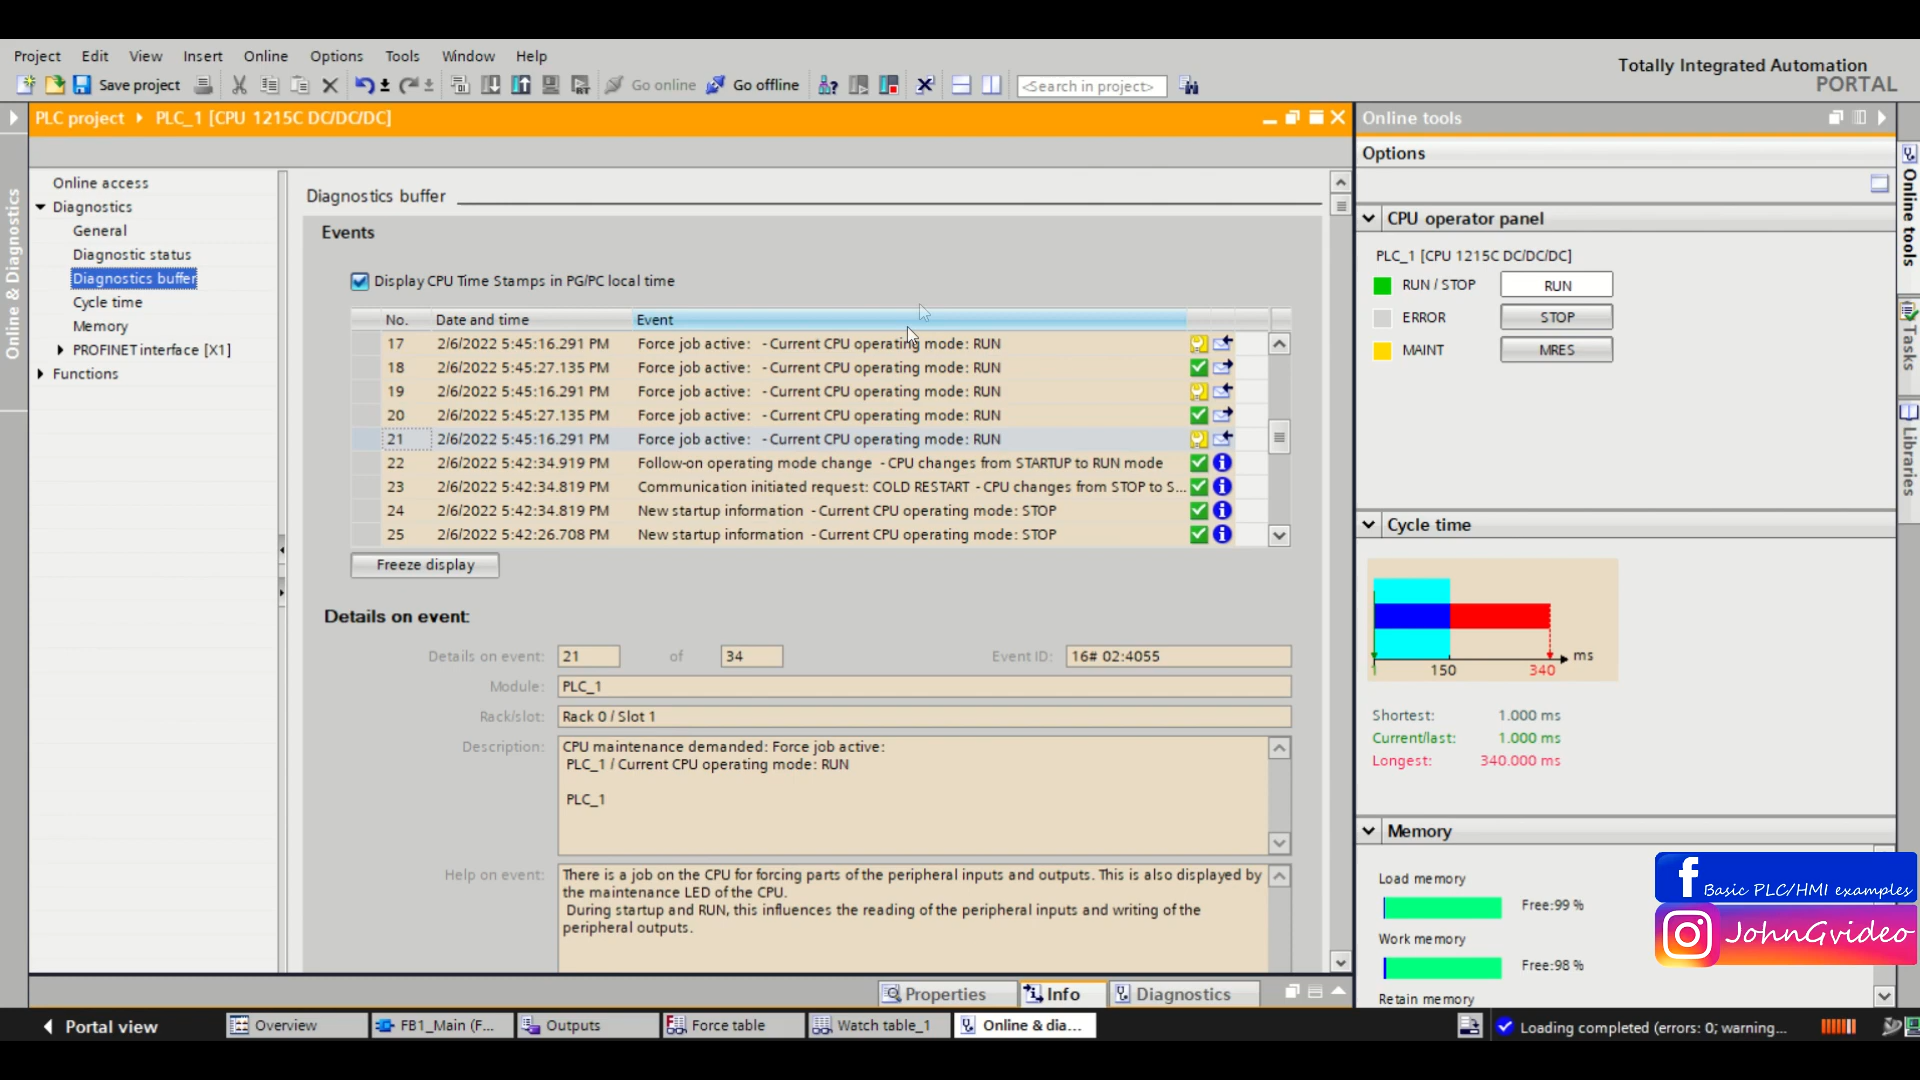 Project Edit View Insert Online Options Tools Window Help
Totally Integrated Automation
PORTAL
Save project
Go online
Go offline
<Search in project>
PLC project PLC_1 [CPU 1215C DC/DC/DC]
Online & Diagnostics
Online access
Diagnostics
General
Diagnostic status
Diagnostics buffer
Cycle time
Memory
PROFINET interface [X1]
Functions
Diagnostics buffer
Events
Display CPU Time Stamps in PG/PC local time
No. Date and time Event
17 2/6/2022 5:45:16.291 PM Force job active: - Current CPU operating mode: RUN
18 2/6/2022 5:45:27.135 PM Force job active: - Current CPU operating mode: RUN
19 2/6/2022 5:45:16.291 PM Force job active: - Current CPU operating mode: RUN
20 2/6/2022 5:45:27.135 PM Force job active: - Current CPU operating mode: RUN
21 2/6/2022 5:45:16.291 PM Force job active: - Current CPU operating mode: RUN
22 2/6/2022 5:42:34.919 PM Follow-on operating mode change - CPU changes from STARTUP to RUN mode
23 2/6/2022 5:42:34.819 PM Communication initiated request: COLD RESTART - CPU changes from STOP to S...
24 2/6/2022 5:42:34.819 PM New startup information - Current CPU operating mode: STOP
25 2/6/2022 5:42:26.708 PM New startup information - Current CPU operating mode: STOP
Freeze display
Details on event:
Details on event: 21 of 34 Event ID: 16# 02:4055
Module: PLC_1
Rack/slot: Rack 0 / Slot 1
Description: CPU maintenance demanded: Force job active:
PLC_1 / Current CPU operating mode: RUN
PLC_1
Help on event: There is a job on the CPU for forcing parts of the peripheral inputs and outputs. This is also displayed by
the maintenance LED of the CPU.
During startup and RUN, this influences the reading of the peripheral inputs and writing of the
peripheral outputs.
Properties
Info
Diagnostics
Online tools
Options
CPU operator panel
PLC_1 [CPU 1215C DC/DC/DC]
RUN / STOP RUN
ERROR STOP
MAINT MRES
Cycle time
ms
1 150 340
Shortest: 1.000 ms
Current/last: 1.000 ms
Longest: 340.000 ms
Memory
Load memory
Free:99 %
Work memory
Free:98 %
Retain memory
Online tools
Tasks
Libraries
Basic PLC/HMI examples
JohnGvideo
Portal view
Overview
FB1_Main (F...
Outputs
Force table
Watch table_1
Online & dia...
Loading completed (errors: 0; warning...